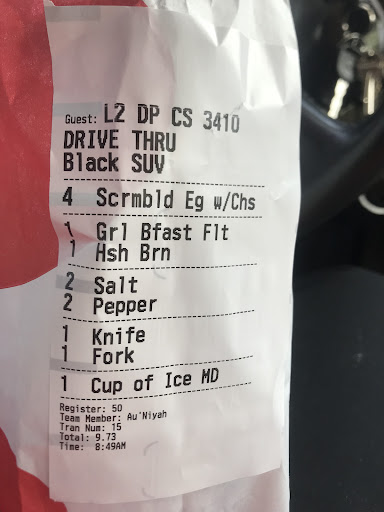 Guest: L2 DP CS 3410
DRIVE THRU
Black SUV
4 Scrmbld Eg w/Chs
1 Grl Bfast Flt
1 Hsh Brn
2 Salt
2 Pepper
1 Knife
1 Fork
1 Cup of Ice MD
Register: 50
Team Member: Au'Niyah
Tran Num: 15
Total: 9.73
Time: 8:49AM